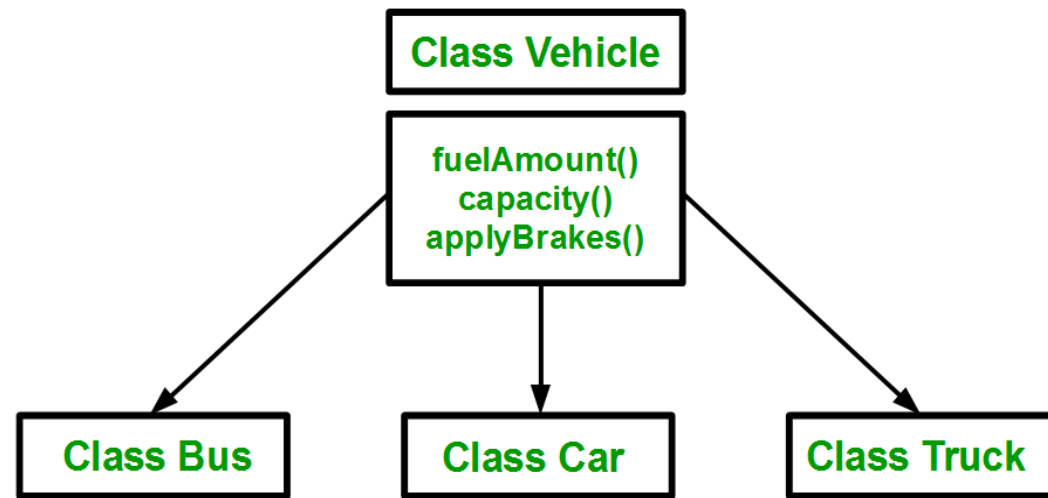 Class Vehicle
fuelAmount()
capacity()
applyBrakes()
Class Bus
Class Car
Class Truck